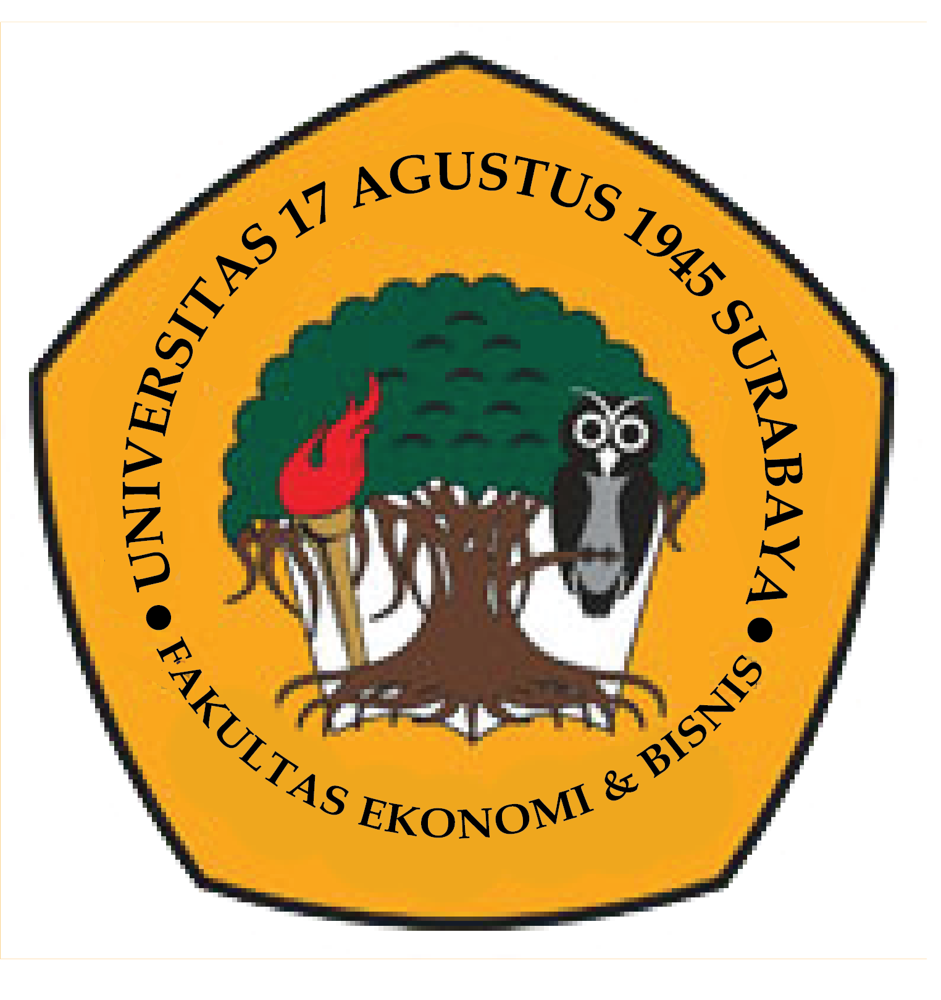 UNIVERSITAS 17 AGUSTUS 1945 SURABAYA
FAKULTAS EKONOMI & BISNIS